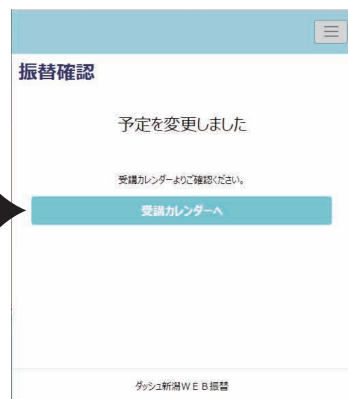 振替確認
予定を変更しました
受講カレンダーよりご確認ください。
受講カレンダーへ
ダッシュ新潟ＷＥＢ振替